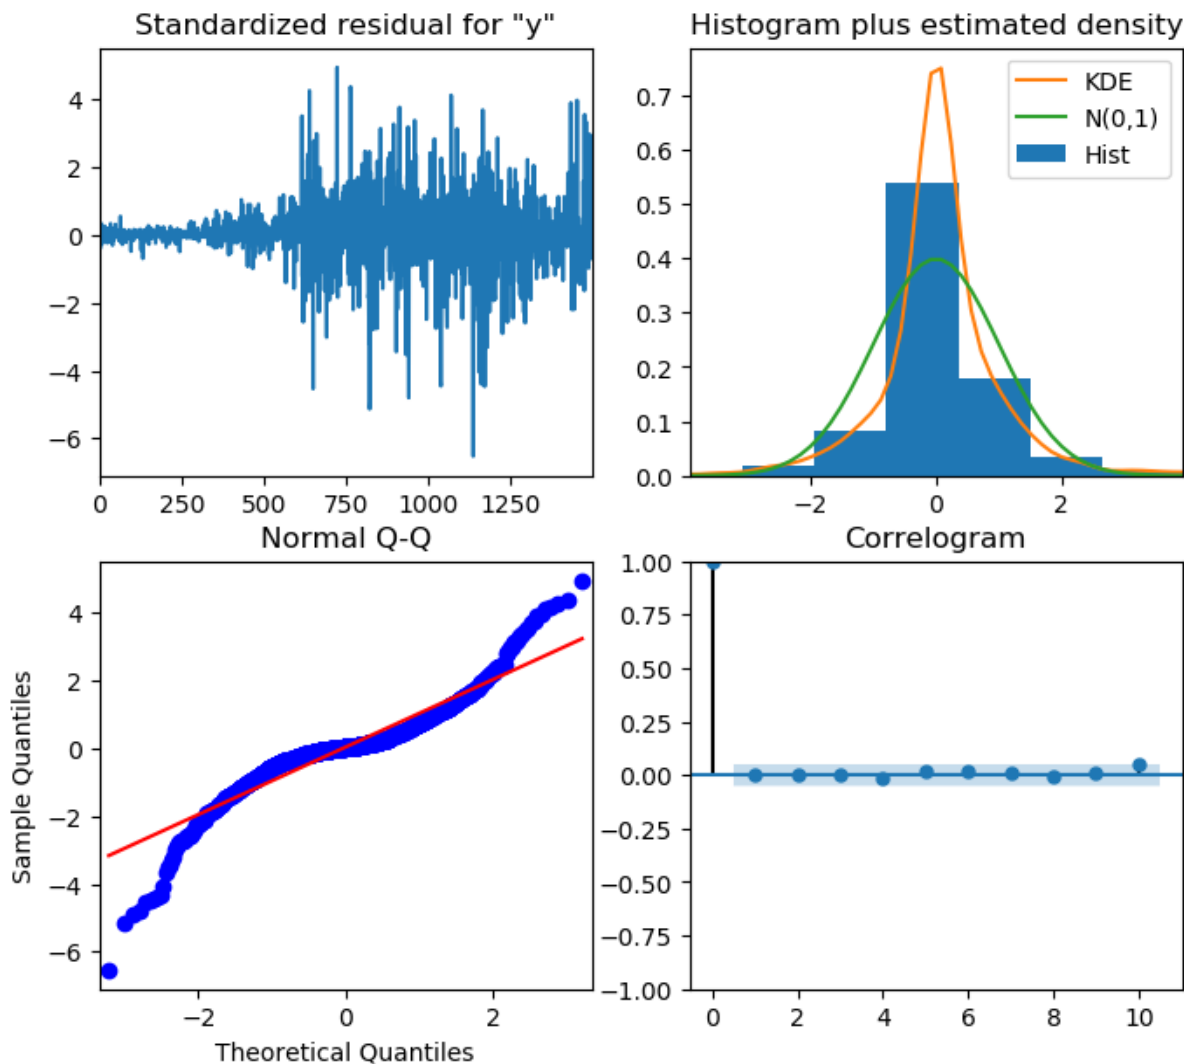 Standardized residual for "y"
4
2
0
−2
−4
−6
0 250 500 750 1000 1250
Histogram plus estimated density
KDE
N(0,1)
Hist
0.7
0.6
0.5
0.4
0.3
0.2
0.1
0.0
−2 0 2
Normal Q-Q
Sample Quantiles
4
2
0
−2
−4
−6
−2 0 2
Theoretical Quantiles
Correlogram
1.00
0.75
0.50
0.25
0.00
−0.25
−0.50
−0.75
−1.00
0 2 4 6 8 10